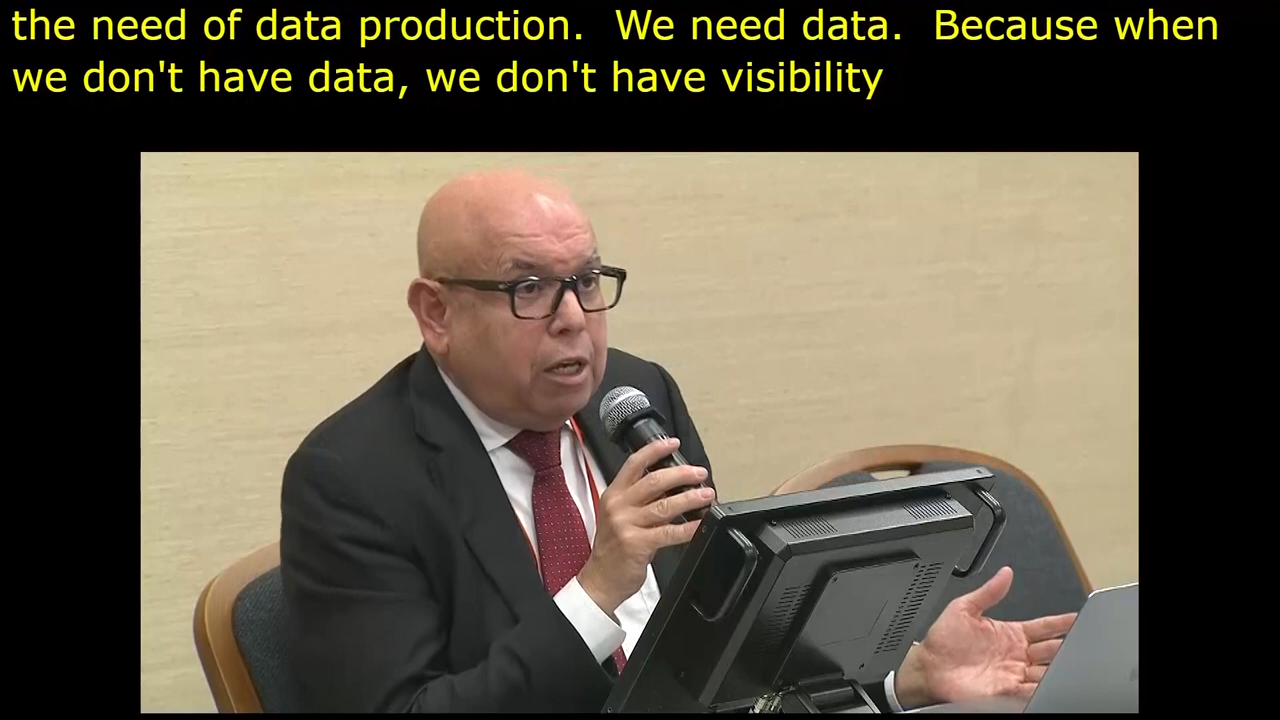 the need of data production.  We need data.  Because when
we don't have data, we don't have visibility